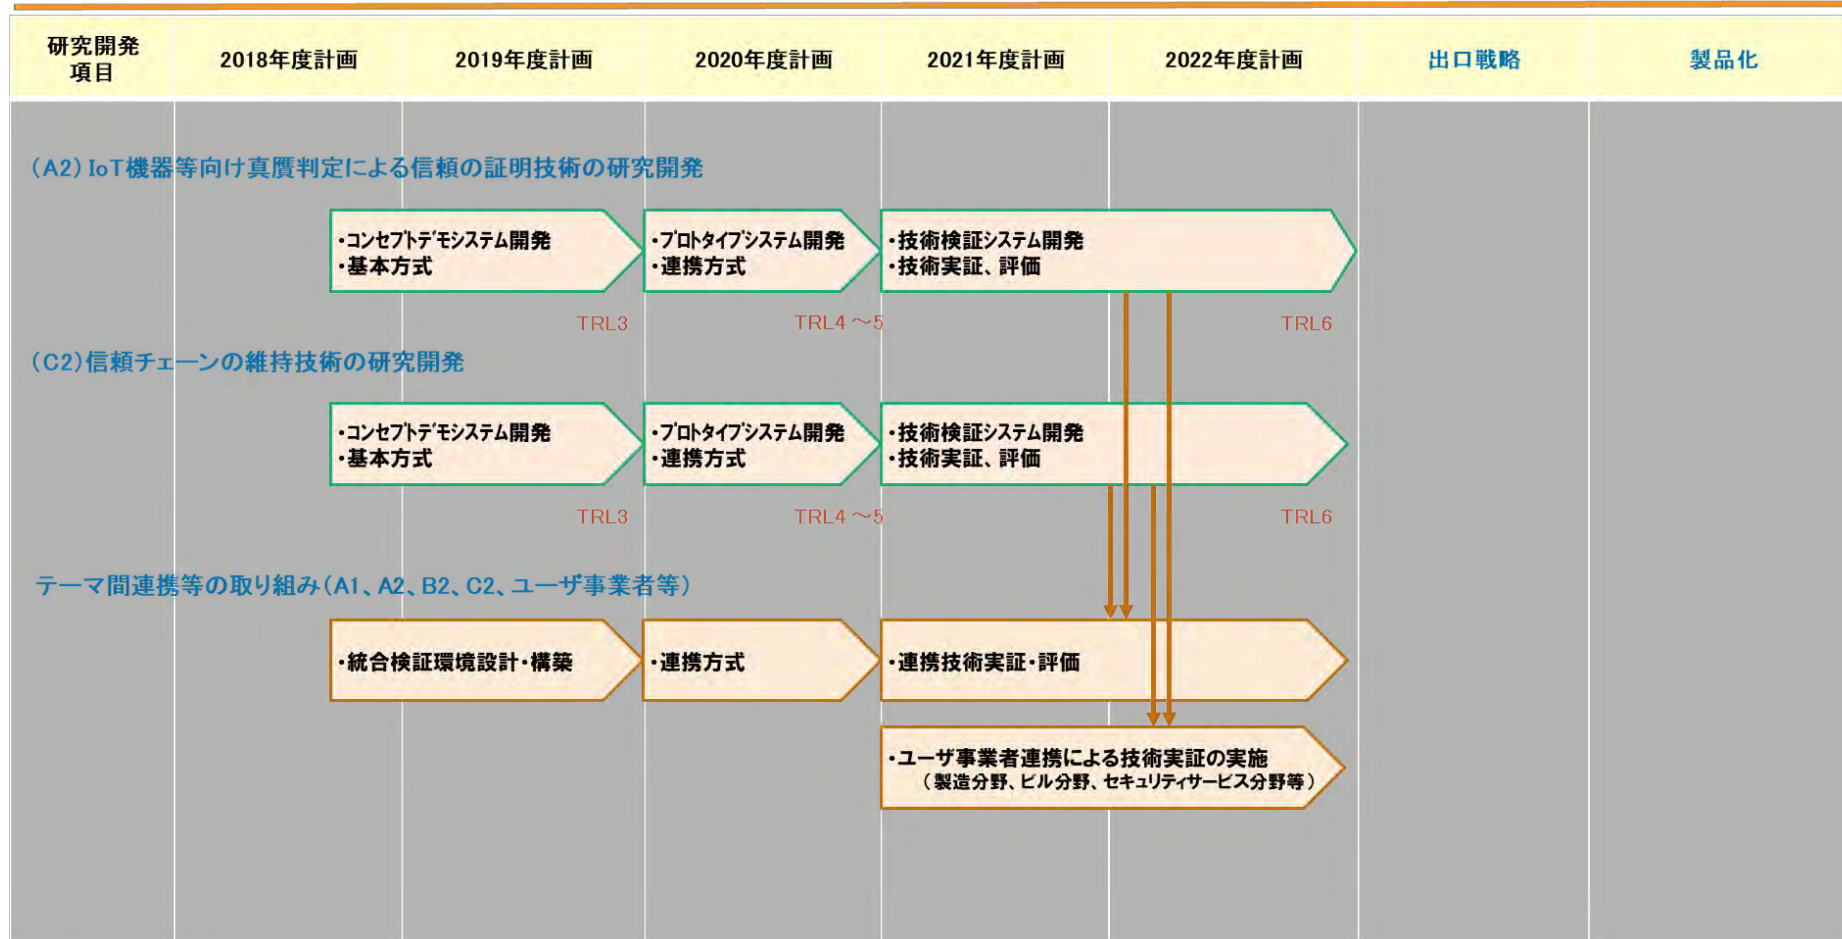 研究開発
項目
2018年度計画
2019年度計画
2020年度計画
2021年度計画
2022年度計画
出口戦略
製品化
（A2）IoT機器等向け真贋判定による信頼の証明技術の研究開発
・コンセプトデモシステム開発
・基本方式
・プロトタイプシステム開発
・連携方式
・技術検証システム開発
・技術実証、評価
TRL3
TRL4～5
TRL6
（C2）信頼チェーンの維持技術の研究開発
・コンセプトデモシステム開発
・基本方式
・プロトタイプシステム開発
・連携方式
・技術検証システム開発
・技術実証、評価
TRL3
TRL4～5
TRL6
テーマ間連携等の取り組み（A1、A2、B2、C2、ユーザ事業者等）
・統合検証環境設計・構築
・連携方式
・連携技術実証・評価
・ユーザ事業者連携による技術実証の実施
（製造分野、ビル分野、セキュリティサービス分野等）